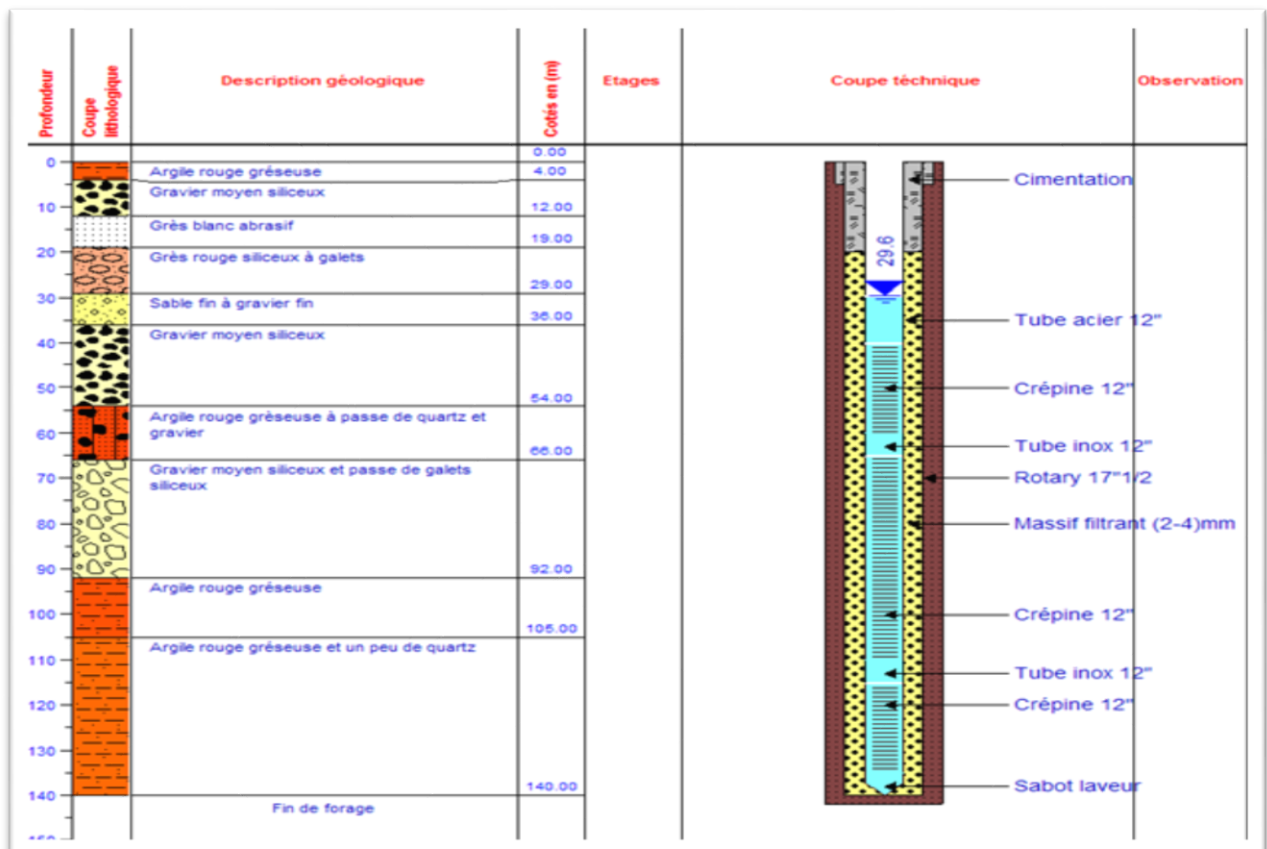 Profondeur
Coupe
lithologique
Description géologique
Cotés en (m)
Etages
Coupe téchnique
Observation
0.00
0
Argile rouge gréseuse
4.00
Cimentation
Gravier moyen siliceux
10
12.00
Grès blanc abrasif
19.00
20
Grès rouge siliceux à galets
29.6
29.00
30
Sable fin à gravier fin
36.00
Tube acier 12"
Gravier moyen siliceux
40
50
Crépine 12"
54.00
Argile rouge grèseuse à passe de quartz et
gravier
60
Tube inox 12"
66.00
Gravier moyen siliceux et passe de galets
siliceux
70
Rotary 17"1/2
80
Massif filtrant (2-4)mm
90
92.00
Argile rouge gréseuse
100
Crépine 12"
105.00
Argile rouge gréseuse et un peu de quartz
110
Tube inox 12"
120
Crépine 12"
130
140.00
Sabot laveur
140
Fin de forage